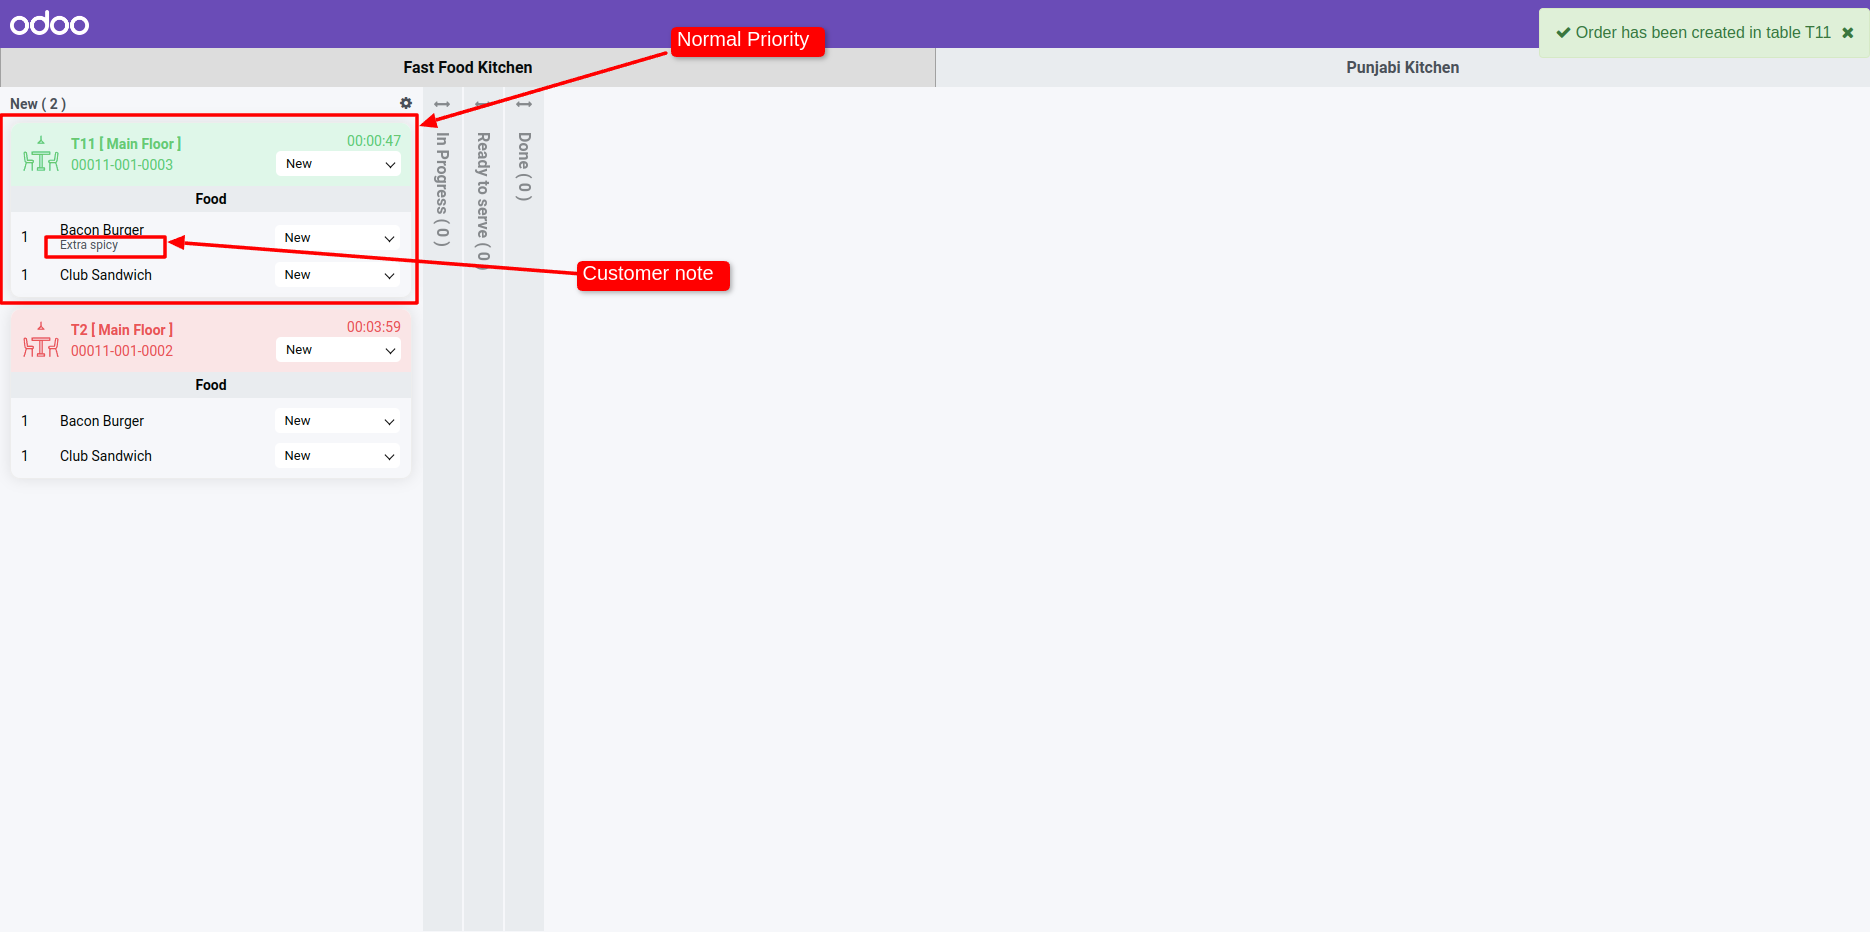 odoo
Normal Priority
Order has been created in table T11
Fast Food Kitchen
Punjabi Kitchen
New ( 2 )
T11 [ Main Floor ]
00:00:47
00011-001-0003
New
Food
1 Bacon Burger New
Extra spicy
1 Club Sandwich New
Customer note
T2 [ Main Floor ]
00:03:59
00011-001-0002
New
Food
1 Bacon Burger New
1 Club Sandwich New
In Progress ( 0 )
Ready to serve ( 0 )
Done ( 0 )